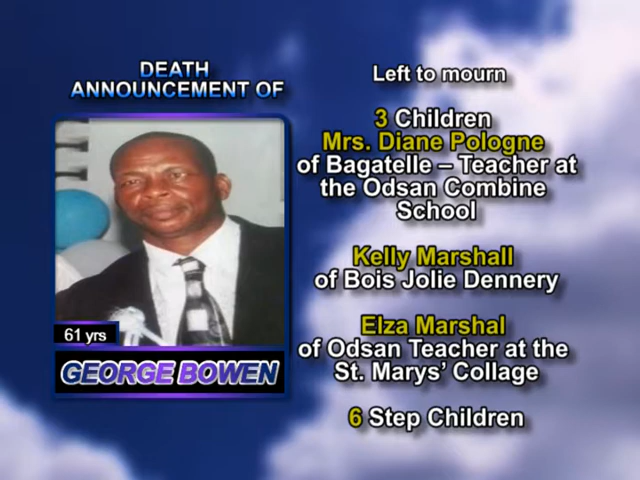 DEATH
ANNOUNCEMENT OF
61 yrs
GEORGE BOWEN
Left to mourn
3 Children
Mrs. Diane Pologne
of Bagatelle – Teacher at
the Odsan Combine
School
Kelly Marshall
of Bois Jolie Dennery
Elza Marshal
of Odsan Teacher at the
St. Marys' Collage
6 Step Children